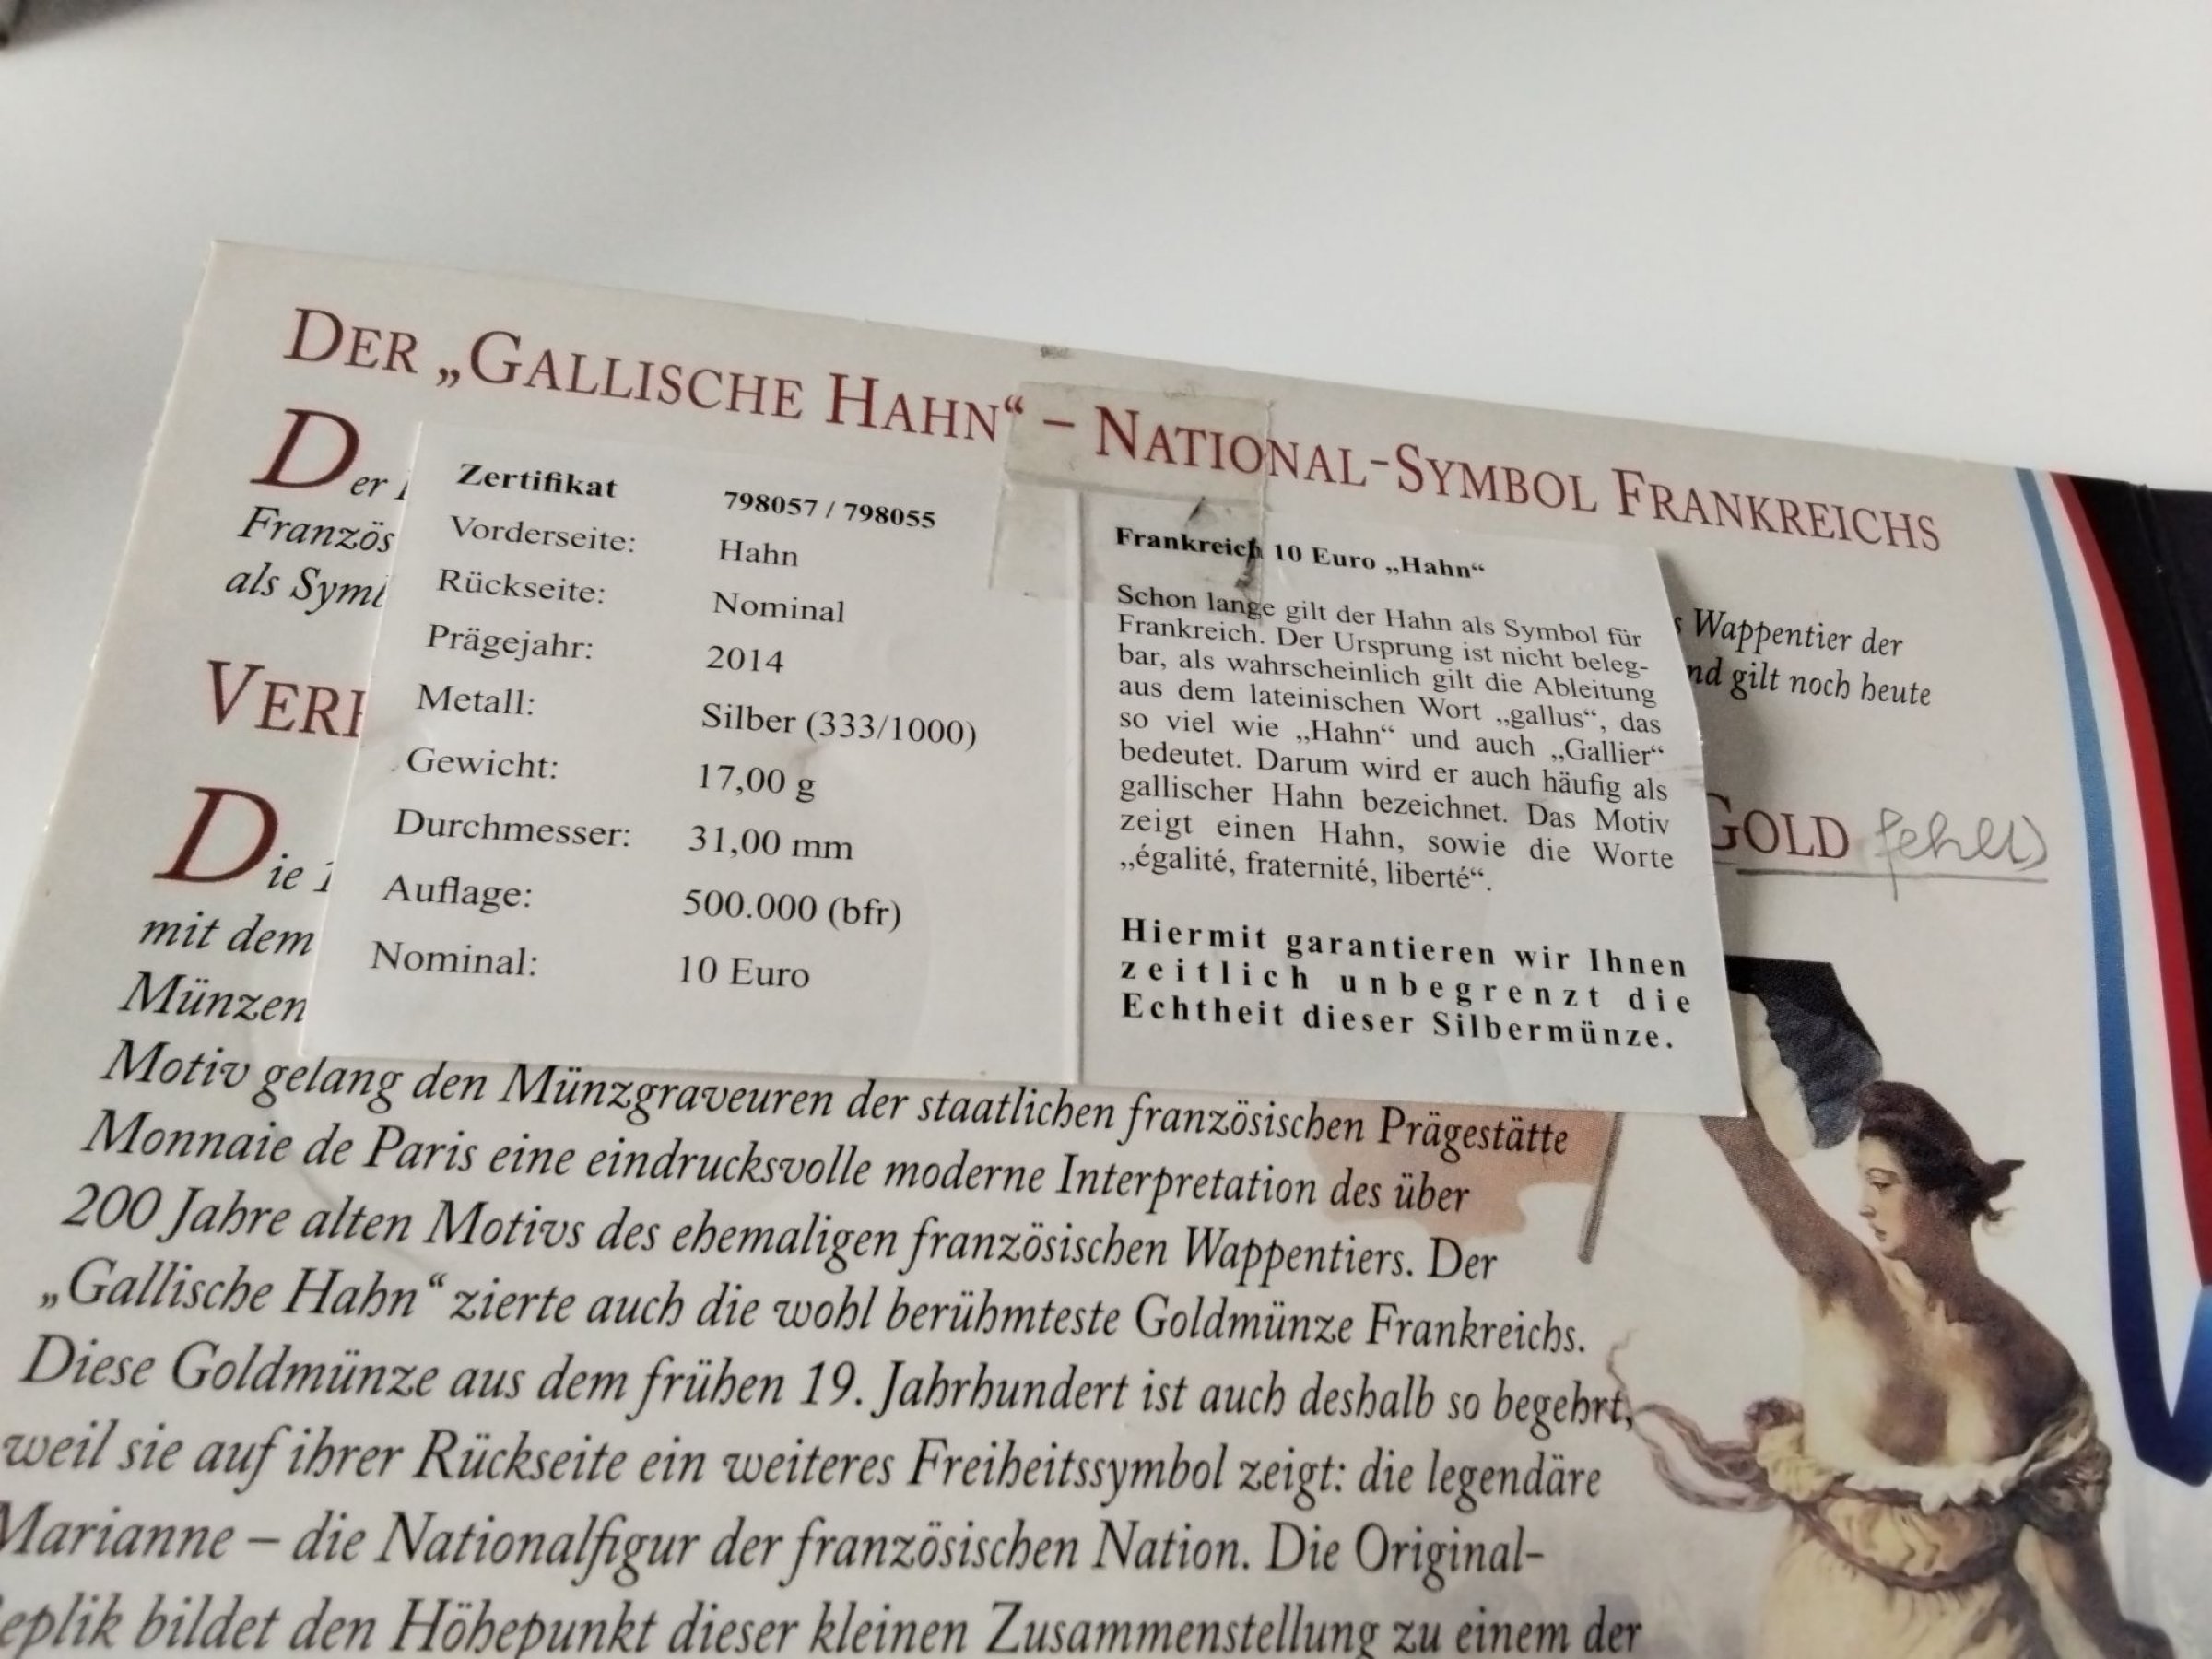 DER „GALLISCHE HAHN“ – NATIONAL-SYMBOL FRANKREICHS
Der
Französ
als Symb
Wappentier der
nd gilt noch heute
VER
GOLD fehlt
Die
mit dem
Münzen
Zertifikat 798057 / 798055
Vorderseite: Hahn
Rückseite: Nominal
Prägejahr: 2014
Metall: Silber (333/1000)
Gewicht: 17,00 g
Durchmesser: 31,00 mm
Auflage: 500.000 (bfr)
Nominal: 10 Euro
Frankreich 10 Euro „Hahn“
Schon lange gilt der Hahn als Symbol für
Frankreich. Der Ursprung ist nicht beleg-
bar, als wahrscheinlich gilt die Ableitung
aus dem lateinischen Wort „gallus“, das
so viel wie „Hahn“ und auch „Gallier“
bedeutet. Darum wird er auch häufig als
gallischer Hahn bezeichnet. Das Motiv
zeigt einen Hahn, sowie die Worte
„égalité, fraternité, liberté“.
Hiermit garantieren wir Ihnen
zeitlich unbegrenzt die
Echtheit dieser Silbermünze.
Motiv gelang den Münzgraveuren der staatlichen französischen Prägestätte
Monnaie de Paris eine eindrucksvolle moderne Interpretation des über
200 Jahre alten Motivs des ehemaligen französischen Wappentiers. Der
„Gallische Hahn“ zierte auch die wohl berühmteste Goldmünze Frankreichs.
Diese Goldmünze aus dem frühen 19. Jahrhundert ist auch deshalb so begehrt,
weil sie auf ihrer Rückseite ein weiteres Freiheitssymbol zeigt: die legendäre
Marianne – die Nationalfigur der französischen Nation. Die Original-
eplik bildet den Höhepunkt dieser kleinen Zusammenstellung zu einem der